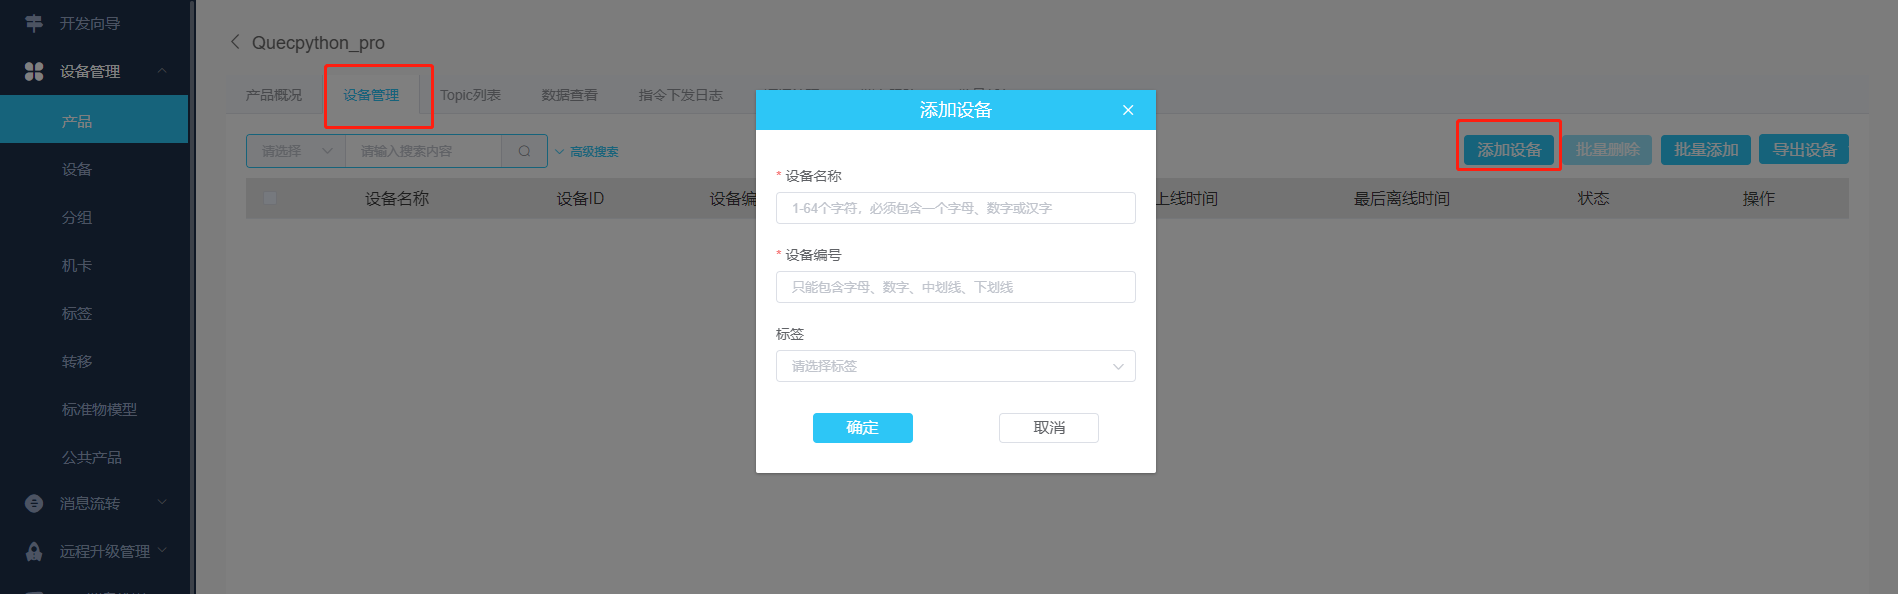 开发向导
设备管理
产品
设备
分组
机卡
标签
转移
标准物模型
公共产品
消息流转
远程升级管理
Quecpython_pro
产品概况 设备管理 Topic列表 数据查看 指令下发日志
请选择 请输入搜索内容 高级搜索
添加设备 批量删除 批量添加 导出设备
设备名称 设备ID 设备编 上线时间 最后离线时间 状态 操作
添加设备
* 设备名称
1-64个字符，必须包含一个字母、数字或汉字
* 设备编号
只能包含字母、数字、中划线、下划线
标签
请选择标签
确定 取消